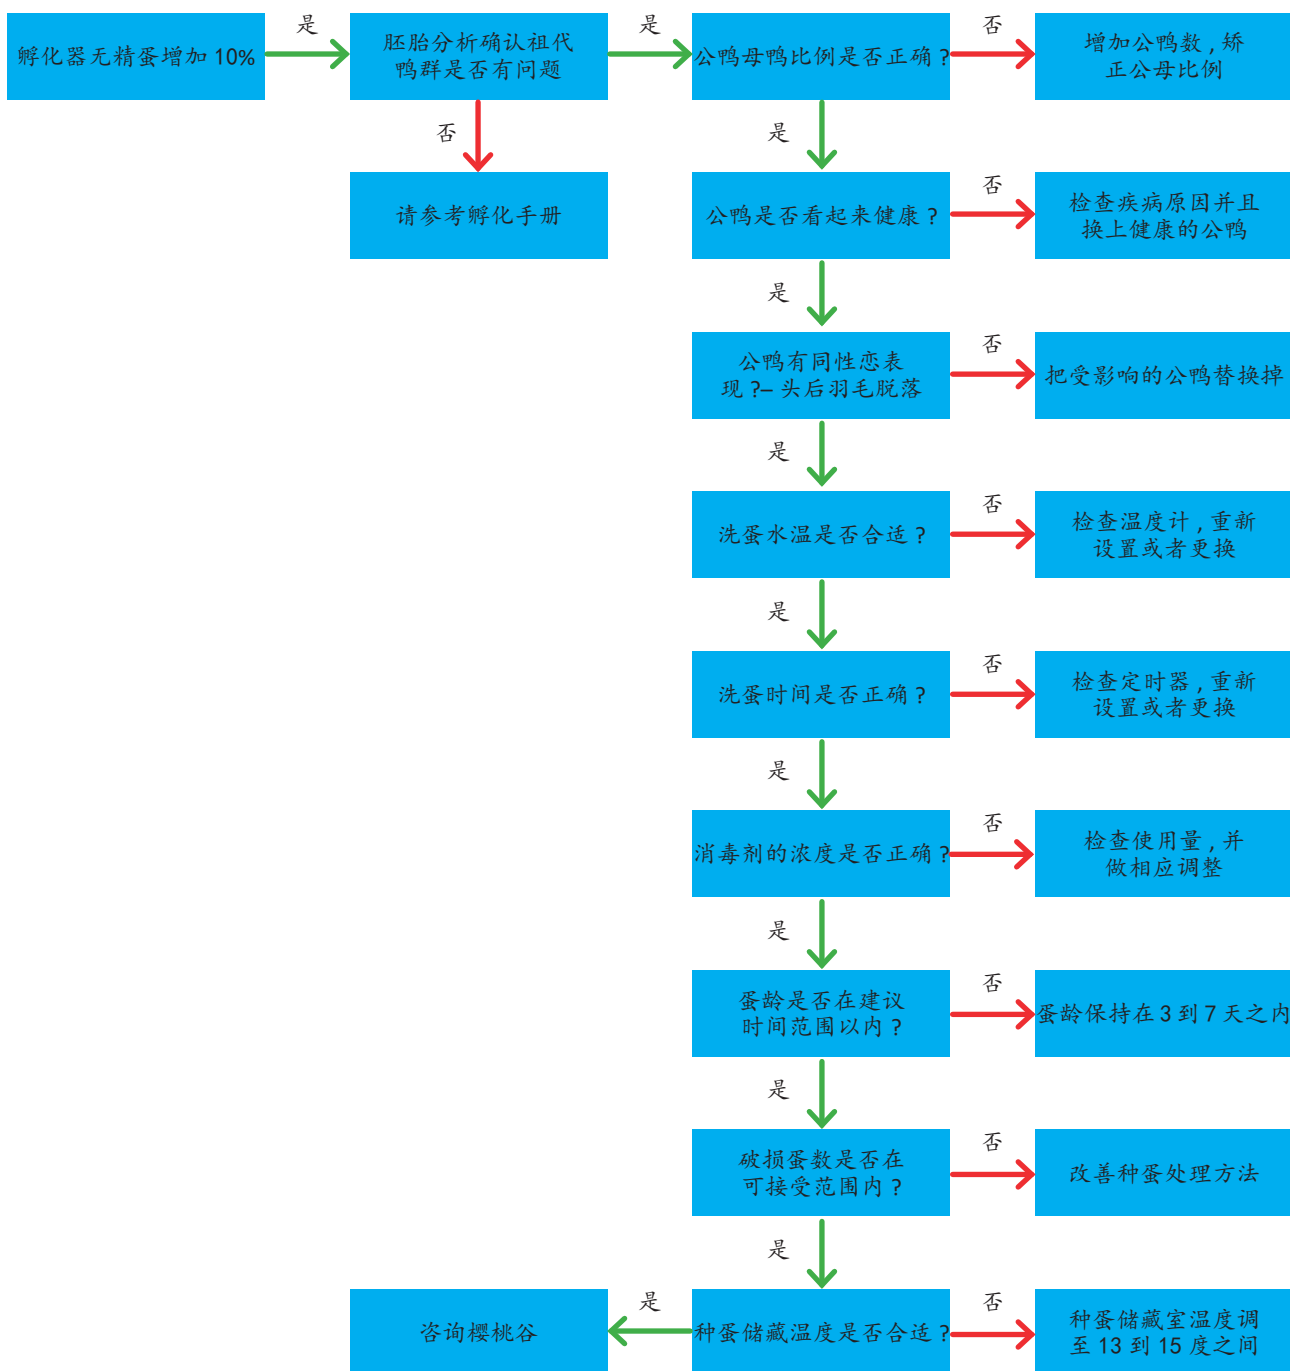 孵化器无精蛋增加 10%
是
胚胎分析确认祖代
鸭群是否有问题
是
公鸭母鸭比例是否正确?
否
增加公鸭数,矫
正公母比例
否
请参考孵化手册
是
公鸭是否看起来健康?
否
检查疾病原因并且
换上健康的公鸭
是
公鸭有同性恋表
现?– 头后羽毛脱落
否
把受影响的公鸭替换掉
是
洗蛋水温是否合适?
否
检查温度计,重新
设置或者更换
是
洗蛋时间是否正确?
否
检查定时器,重新
设置或者更换
是
消毒剂的浓度是否正确?
否
检查使用量,并
做相应调整
是
蛋龄是否在建议
时间范围以内?
否
蛋龄保持在 3 到 7 天之内
是
破损蛋数是否在
可接受范围内?
否
改善种蛋处理方法
是
种蛋储藏温度是否合适?
否
种蛋储藏室温度调
至 13 到 15 度之间
是
咨询樱桃谷